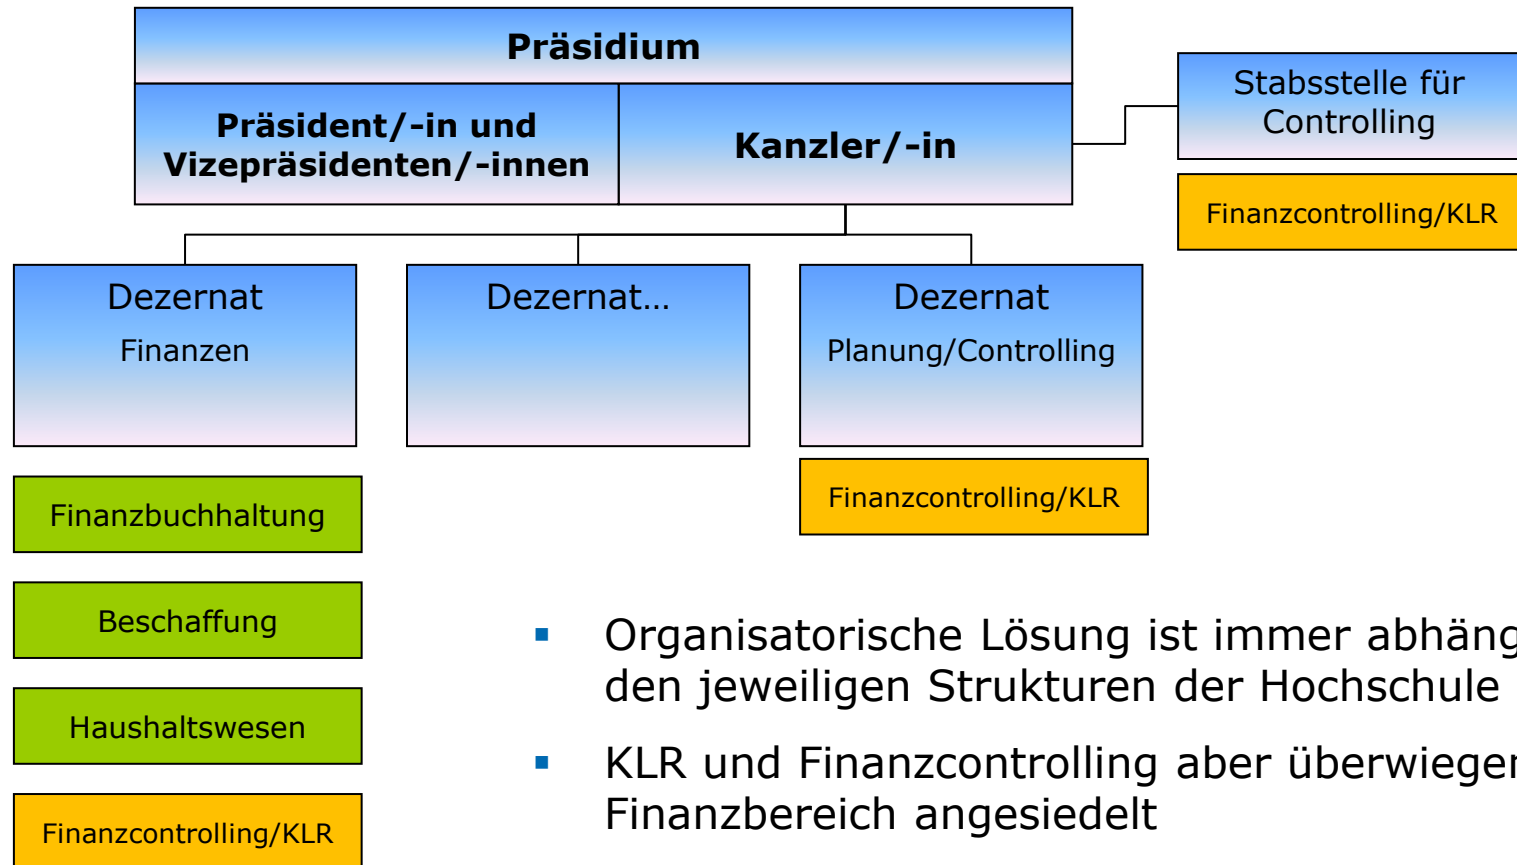 Präsidium
Präsident/-in und
Vizepräsidenten/-innen
Kanzler/-in
Stabsstelle für
Controlling
Finanzcontrolling/KLR
Dezernat
Finanzen
Dezernat…
Dezernat
Planung/Controlling
Finanzcontrolling/KLR
Finanzbuchhaltung
Beschaffung
Haushaltswesen
Finanzcontrolling/KLR
▪ Organisatorische Lösung ist immer
den jeweiligen Strukturen der Hochschule
▪ KLR und Finanzcontrolling aber
Finanzbereich angesiedelt